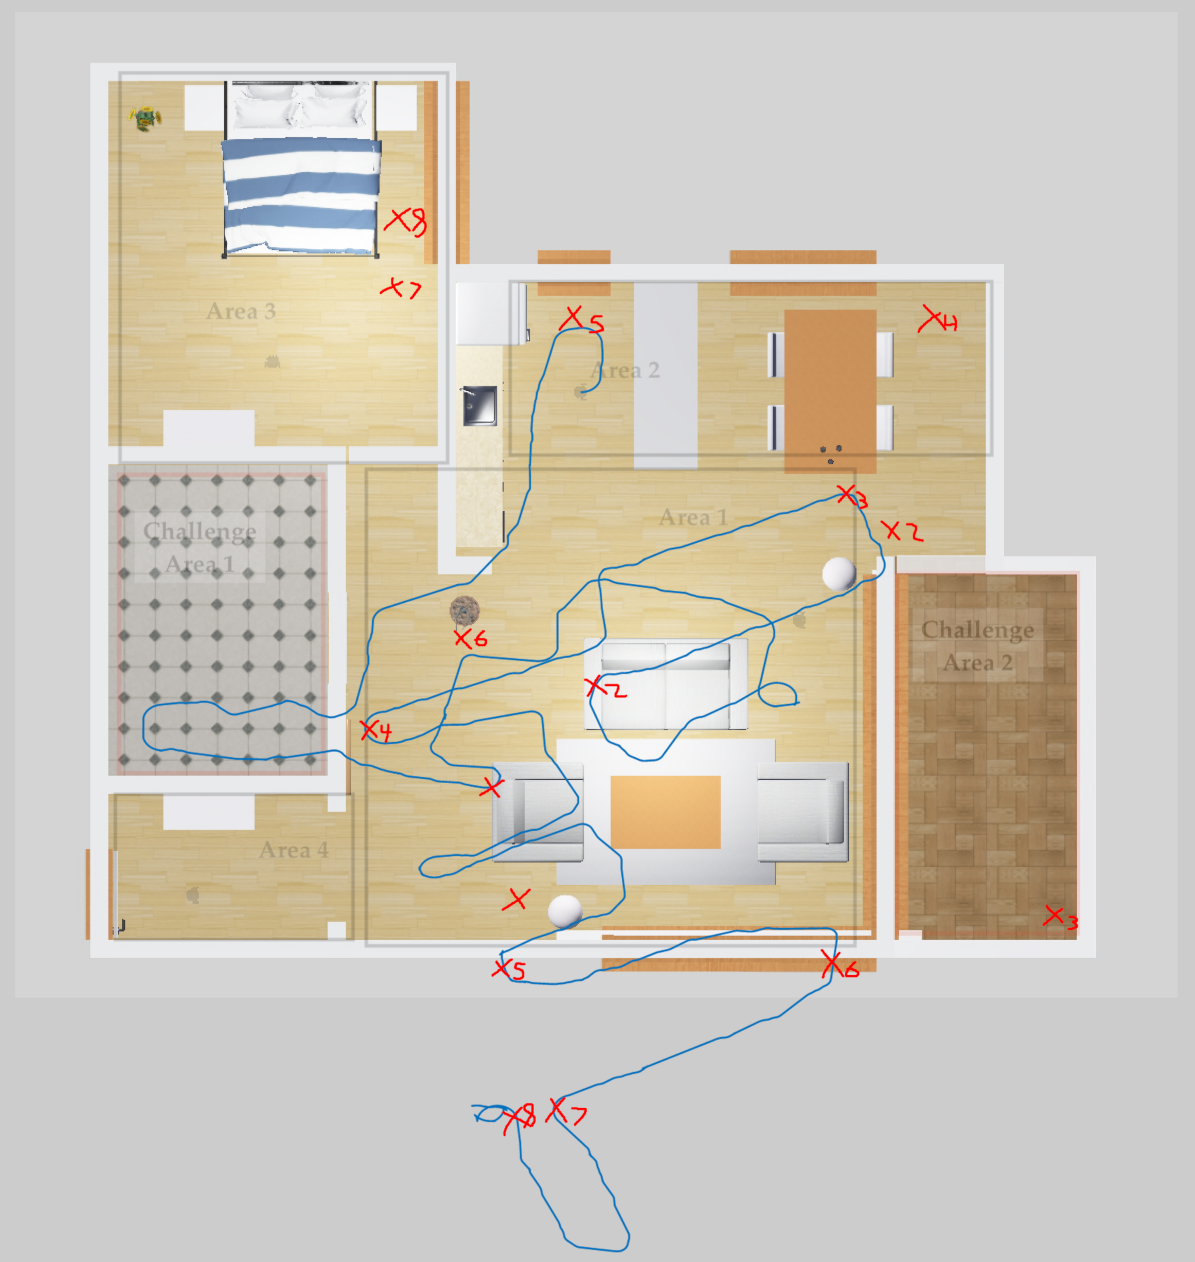 X8
X7
Area 3
X5
X4
Area 2
X3
Area 1
X2
Challenge
Area 1
X6
Challenge
Area 2
X2
X4
X
Area 4
X
X3
X5
X6
X8
X7